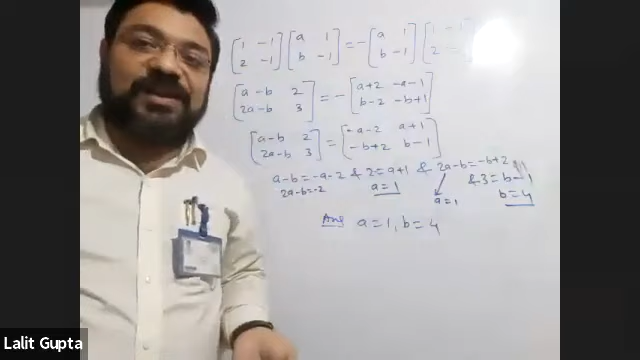 [1 -1 2 -1] [a 1 b -1] = - [a 1 b -1] [1 -1 2
[a-b 2 2a-b 3] = - [a+2 -a-1 b-2 -b+1]
[a-b 2 2a-b 3] = [-a-2 a+1 -b+2 b-1]
a-b=-a-2 & 2=a+1 & 2a-b=-b+2
2a-b=-2 a=1 a=1 & 3=b-1
b=4
Ans a=1, b=4
Lalit Gupta